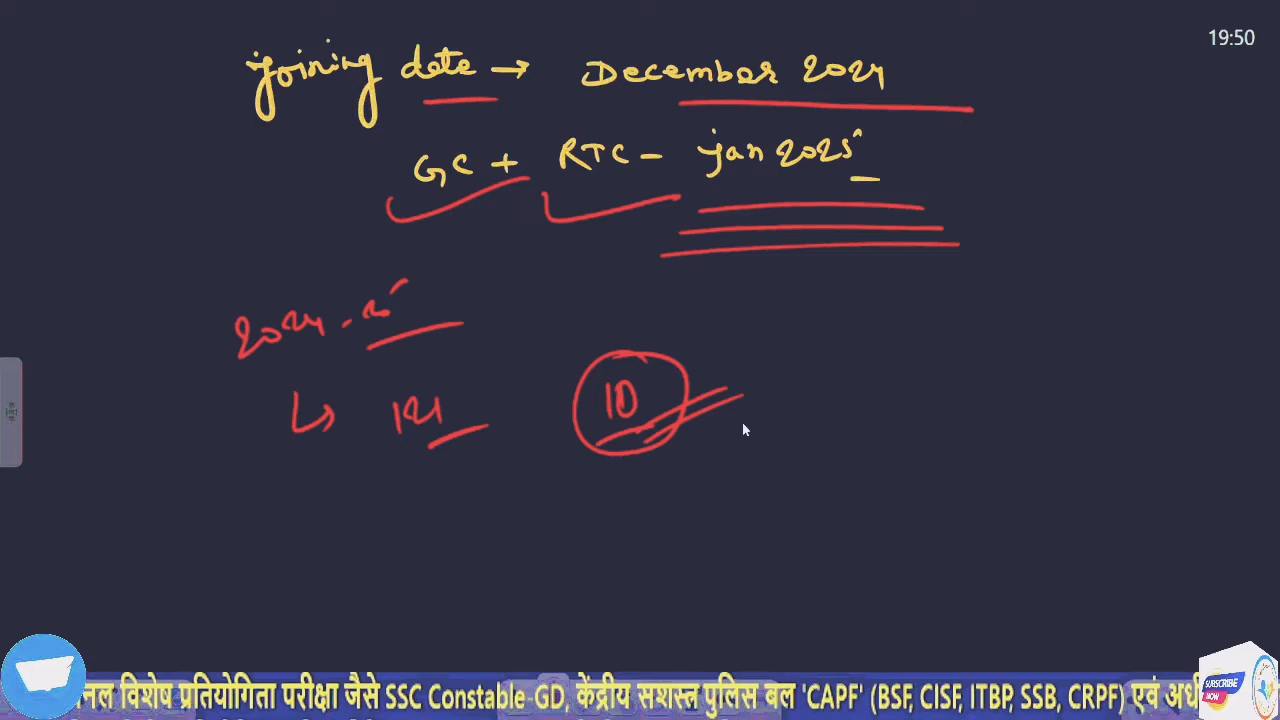 19:50
joining date → December 2024
GC + RTC - Jan 2025
2024-25
↳ 121 10
नल विशेष प्रतियोगिता परीक्षा जैसे SSC Constable-GD, केंद्रीय सशस्त्र पुलिस बल 'CAPF' (BSF, CISF, ITBP, SSB, CRPF) एवं
SUBSCRIBE
NOW